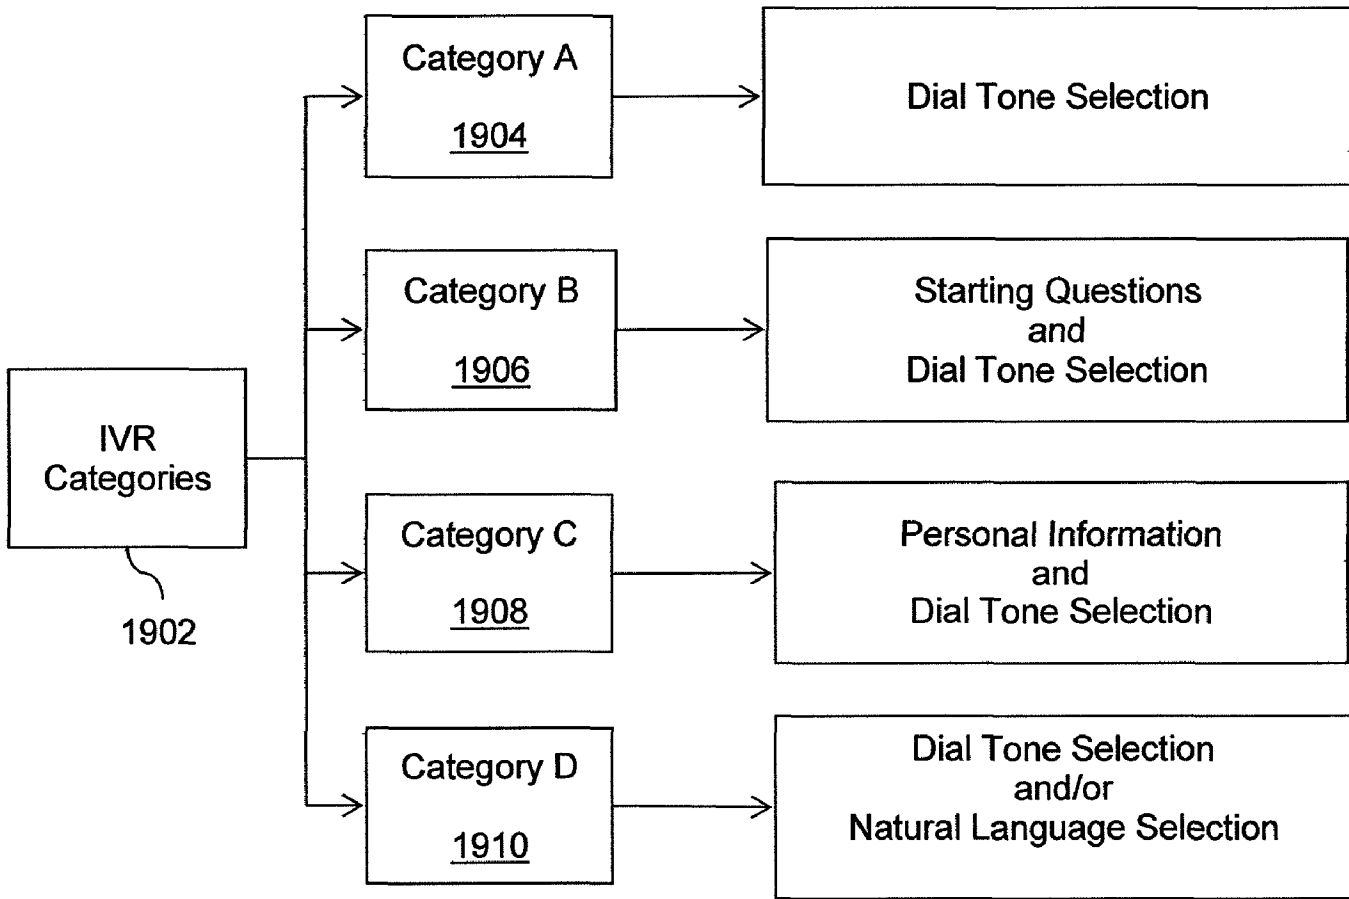 Category A
1904
Dial Tone Selection
Category B
1906
Starting Questions
and
Dial Tone Selection
IVR
Categories
1902
Category C
1908
Personal Information
and
Dial Tone Selection
Category D
1910
Dial Tone Selection
and/or
Natural Language Selection